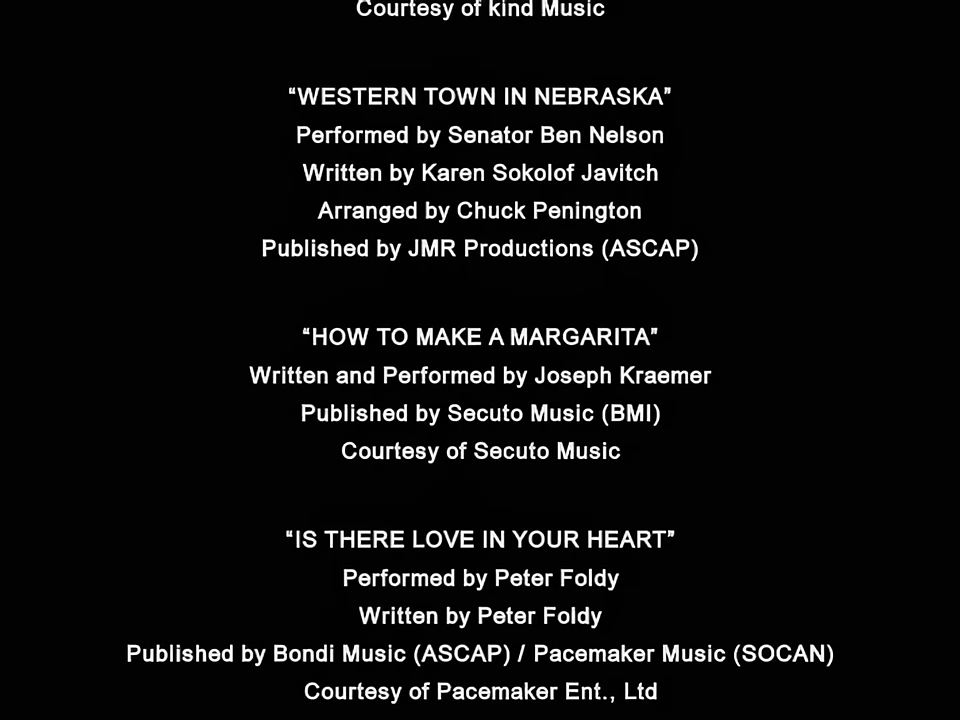 Courtesy of kind Music
“WESTERN TOWN IN NEBRASKA”
Performed by Senator Ben Nelson
Written by Karen Sokolof Javitch
Arranged by Chuck Penington
Published by JMR Productions (ASCAP)
“HOW TO MAKE A MARGARITA”
Written and Performed by Joseph Kraemer
Published by Secuto Music (BMI)
Courtesy of Secuto Music
“IS THERE LOVE IN YOUR HEART”
Performed by Peter Foldy
Written by Peter Foldy
Published by Bondi Music (ASCAP) / Pacemaker Music (SOCAN)
Courtesy of Pacemaker Ent., Ltd